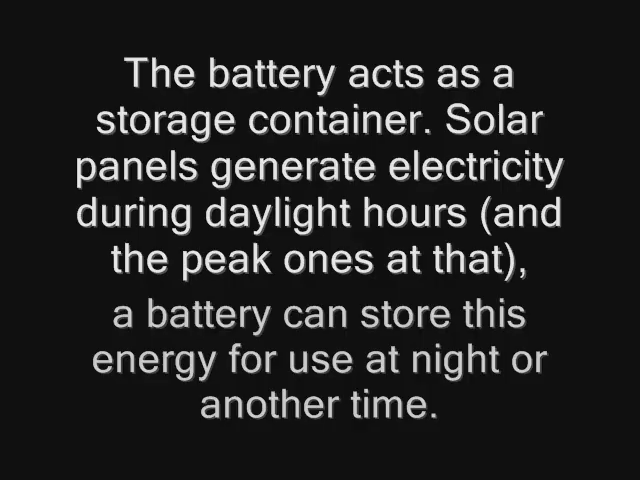 The battery acts as a
storage container. Solar
panels generate electricity
during daylight hours (and
the peak ones at that),
a battery can store this
energy for use at night or
another time.